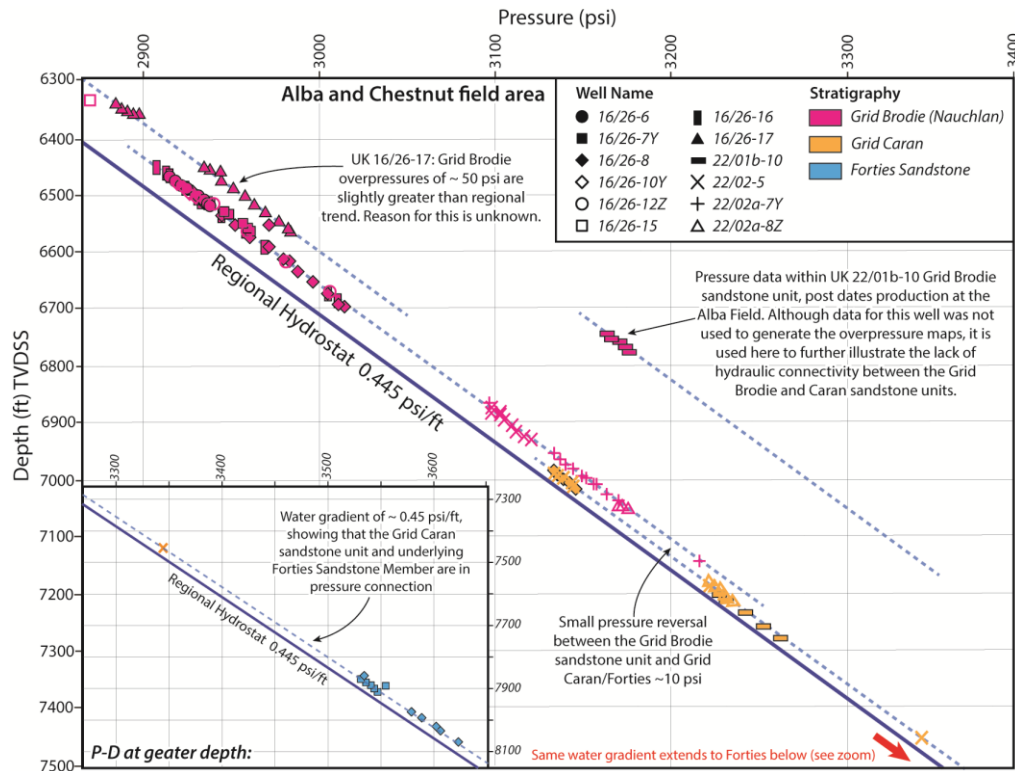 Pressure (psi)
2900
3000
3100
3200
3300
3400
Depth (ft) TVDSS
6300
6400
6500
6600
6700
6800
6900
7000
7100
7200
7300
7400
7500
Alba and Chestnut field area
Well Name
16/26-6
16/26-7Y
16/26-8
16/26-10Y
16/26-12Z
16/26-15
16/26-16
16/26-17
22/01b-10
22/02-5
22/02a-7Y
22/02a-8Z
Stratigraphy
Grid Brodie (Nauchlan)
Grid Caran
Forties Sandstone
UK 16/26-17: Grid Brodie
overpressures of ~ 50 psi are
slightly greater than regional
trend. Reason for this is unknown.
Regional Hydrostat 0.445 psi/ft
Pressure data within UK 22/01b-10 Grid Brodie
sandstone unit, post dates production at the
Alba Field. Although data for this well was not
used to generate the overpressure maps, it is
used here to further illustrate the lack of
hydraulic connectivity between the Grid
Brodie and Caran sandstone units.
Small pressure reversal
between the Grid Brodie
sandstone unit and Grid
Caran/Forties ~10 psi
3300
3400
3500
3600
7300
7500
7700
7900
8100
Water gradient of ~ 0.45 psi/ft,
showing that the Grid Caran
sandstone unit and underlying
Forties Sandstone Member are in
pressure connection
Regional Hydrostat 0.445 psi/ft
P-D at geater depth:
Same water gradient extends to Forties below (see zoom)